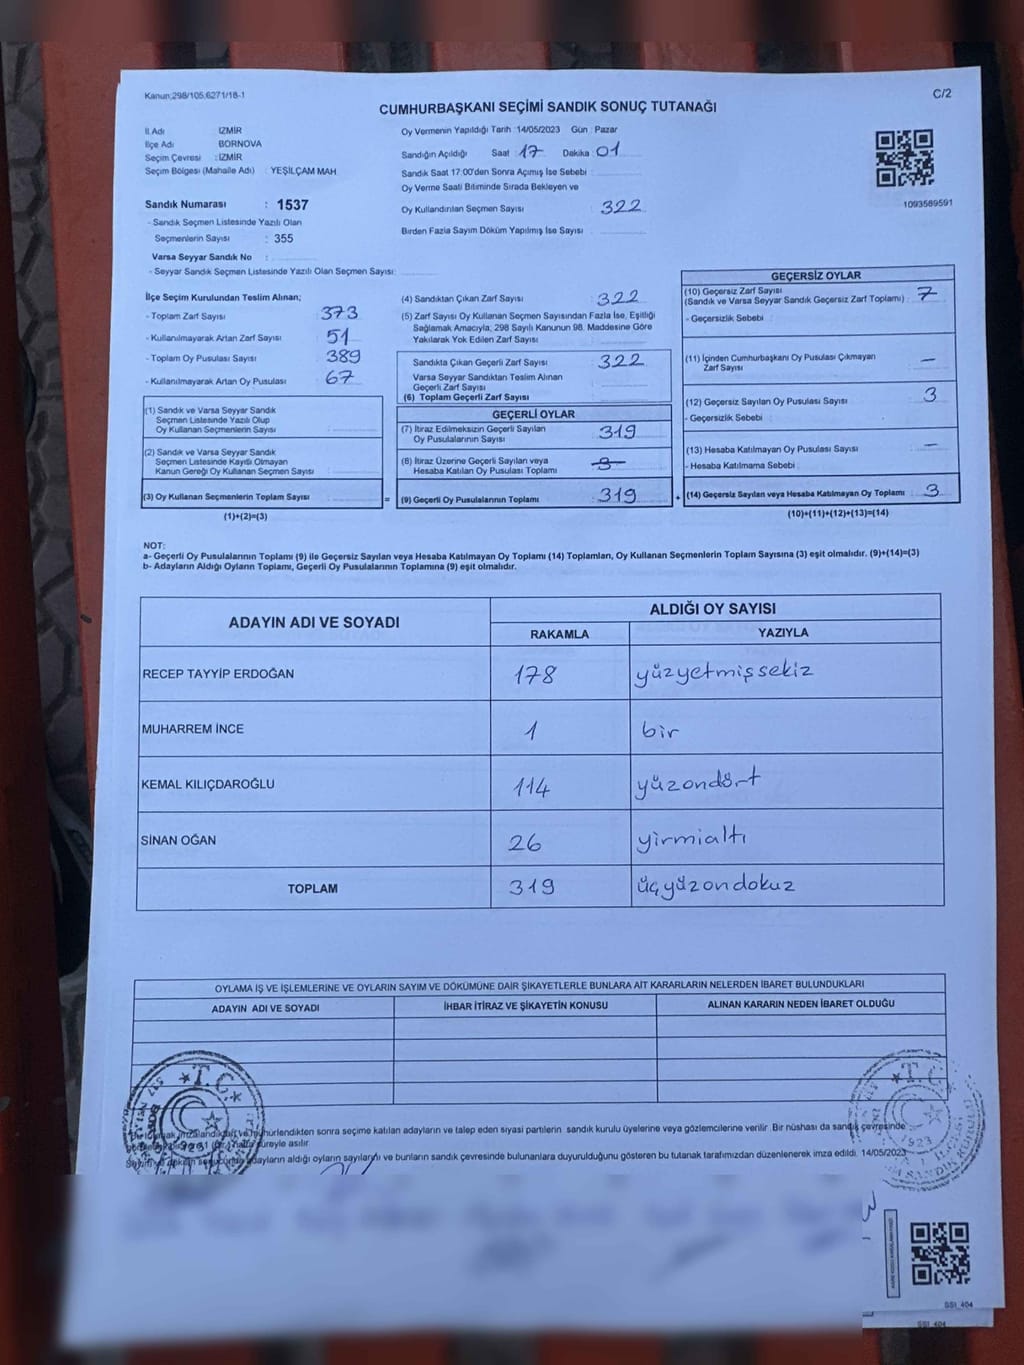 Kanun:298/105,6271/18-1
C/2
CUMHURBAŞKANI SEÇİMİ SANDIK SONUÇ TUTANAĞI
İl Adı İZMİR
İlçe Adı BORNOVA
Seçim Çevresi : İZMİR
Seçim Bölgesi (Mahalle Adı) : YEŞİLÇAM MAH
Sandık Numarası : 1537
- Sandık Seçmen Listesinde Yazılı Olan
Seçmenlerin Sayısı : 355
Varsa Seyyar Sandık No :
- Seyyar Sandık Seçmen Listesinde Yazılı Olan Seçmen Sayısı:
Oy Vermenin Yapıldığı Tarih :14/05/2023 Gün : Pazar
Sandığın Açıldığı Saat : 17 Dakika : 01
Sandık Saat 17:00'den Sonra Açımış İse Sebebi :
Oy Verme Saati Bitiminde Sırada Bekleyen ve
Oy Kullandırılan Seçmen Sayısı : 322
Birden Fazla Sayım Döküm Yapılmış İse Sayısı :
1093589591
İlçe Seçim Kurulundan Teslim Alınan;
- Toplam Zarf Sayısı : 373
- Kullanılmayarak Artan Zarf Sayısı : 51
- Toplam Oy Pusulası Sayısı : 389
- Kullanılmayarak Artan Oy Pusulası : 67
(1) Sandık ve Varsa Seyyar Sandık
Seçmen Listesinde Yazılı Olup
Oy Kullanan Seçmenlerin Sayısı :
(2) Sandık ve Varsa Seyyar Sandık
Seçmen Listesinde Kayıtlı Olmayan
Kanun Gereği Oy Kullanan Seçmen Sayısı :
(3) Oy Kullanan Seçmenlerin Toplam Sayısı :
(1)+(2)=(3)
(4) Sandıktan Çıkan Zarf Sayısı : 322
(5) Zarf Sayısı Oy Kullanan Seçmen Sayısından Fazla İse, Eşitliği
Sağlamak Amacıyla; 298 Sayılı Kanunun 98. Maddesine Göre
Yakılarak Yok Edilen Zarf Sayısı :
Sandıkta Çıkan Geçerli Zarf Sayısı : 322
Varsa Seyyar Sandıktan Teslim Alınan
Geçerli Zarf Sayısı :
(6) Toplam Geçerli Zarf Sayısı :
=
GEÇERLİ OYLAR
(7) İtiraz Edilmeksizin Geçerli Sayılan
Oy Pusulalarının Sayısı : 319
(8) İtiraz Üzerine Geçerli Sayılan veya
Hesaba Katılan Oy Pusulası Toplamı : 3
(9) Geçerli Oy Pusulalarının Toplamı : 319
+
GEÇERSİZ OYLAR
(10) Geçersiz Zarf Sayısı
(Sandık ve Varsa Seyyar Sandık Geçersiz Zarf Toplamı) : 7
- Geçersizlik Sebebi :
(11) İçinden Cumhurbaşkanı Oy Pusulası Çıkmayan
Zarf Sayısı : —
(12) Geçersiz Sayılan Oy Pusulası Sayısı : 3
- Geçersizlik Sebebi :
(13) Hesaba Katılmayan Oy Pusulası Sayısı : —
- Hesaba Katılmama Sebebi :
(14) Geçersiz Sayılan veya Hesaba Katılmayan Oy Toplamı : 3
(10)+(11)+(12)+(13)=(14)
NOT:
a- Geçerli Oy Pusulalarının Toplamı (9) ile Geçersiz Sayılan veya Hesaba Katılmayan Oy Toplamı (14) Toplamları, Oy Kullanan Seçmenlerin Toplam Sayısına (3) eşit olmalıdır. (9)+(14)=(3)
b- Adayların Aldığı Oyların Toplamı, Geçerli Oy Pusulalarının Toplamına (9) eşit olmalıdır.
ADAYIN ADI VE SOYADI ALDIĞI OY SAYISI
RAKAMLA YAZIYLA
RECEP TAYYİP ERDOĞAN 178 yüzyetmişsekiz
MUHARREM İNCE 1 bir
KEMAL KILIÇDAROĞLU 114 yüzondört
SİNAN OĞAN 26 yirmialtı
TOPLAM 319 üçyüzondokuz
OYLAMA İŞ VE İŞLEMLERİNE VE OYLARIN SAYIM VE DÖKÜMÜNE DAİR ŞİKAYETLERLE BUNLARA AİT KARARLARIN NELERDEN İBARET BULUNDUKLARI
ADAYIN ADI VE SOYADI İHBAR İTİRAZ VE ŞİKAYETİN KONUSU ALINAN KARARIN NEDEN İBARET OLDUĞU
T.C.
T.C.
1923
1923
mühürlendikten sonra seçime katılan adayların ve talep eden siyasi partilerin sandık kurulu üyelerine veya gözlemcilerine verilir. Bir nüshası da sandık çevresinde
süreyle asılır
adayların aldığı oyların sayılarını ve bunların sandık çevresinde bulunanlara duyurulduğunu gösteren bu tutanak tarafımızdan düzenlenerek imza edildi. 14/05/2023
SSI_404
SSI_404